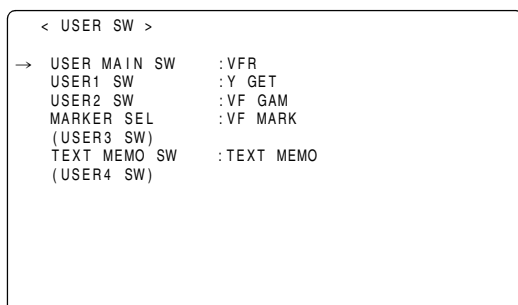 < USER SW >
→ USER MAIN SW :VFR
USER1 SW :Y GET
USER2 SW :VF GAM
MARKER SEL :VF MARK
(USER3 SW)
TEXT MEMO SW :TEXT MEMO
(USER4 SW)